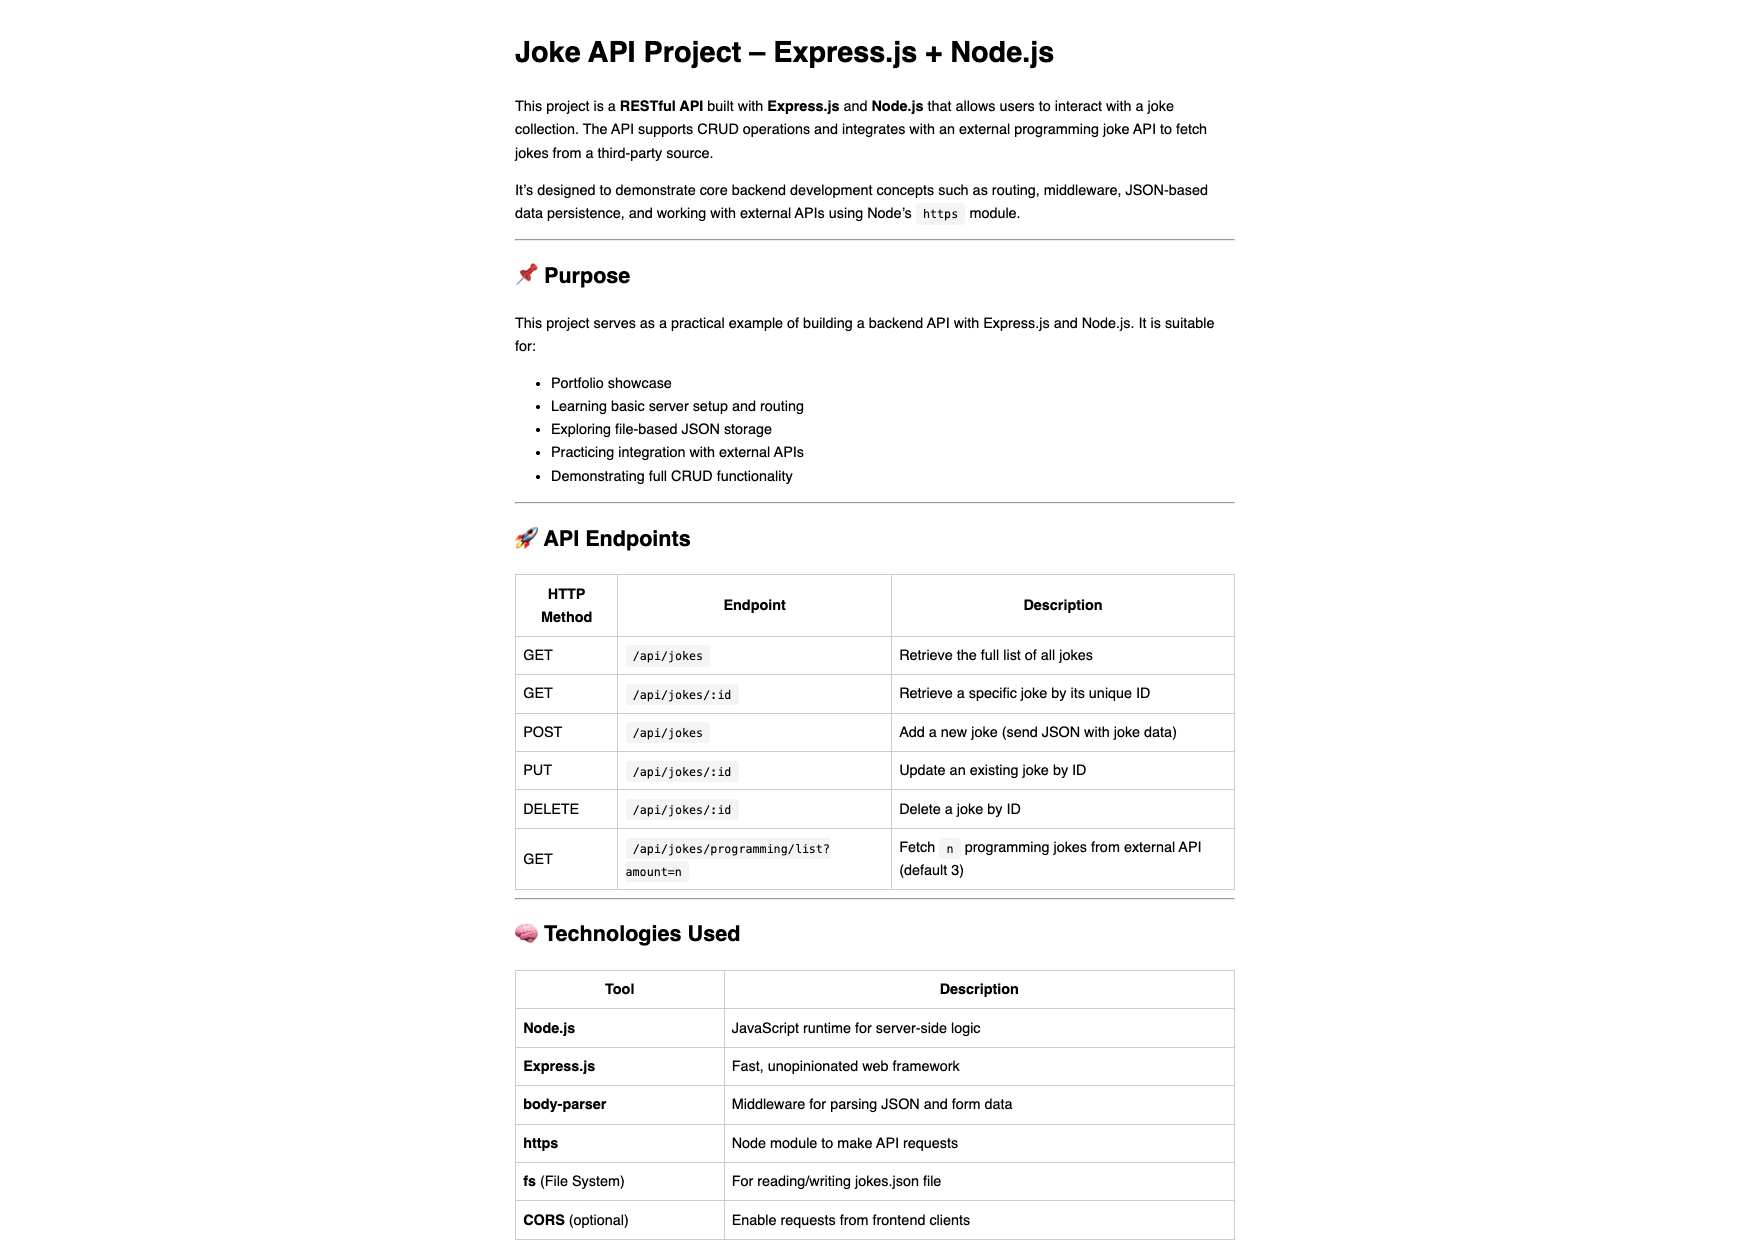 Joke API Project – Express.js + Node.js
This project is a RESTful API built with Express.js and Node.js that allows users to interact with a joke
collection. The API supports CRUD operations and integrates with an external programming joke API to fetch
jokes from a third-party source.
It’s designed to demonstrate core backend development concepts such as routing, middleware, JSON-based
data persistence, and working with external APIs using Node’s https module.
📌 Purpose
This project serves as a practical example of building a backend API with Express.js and Node.js. It is suitable
for:
• Portfolio showcase
• Learning basic server setup and routing
• Exploring file-based JSON storage
• Practicing integration with external APIs
• Demonstrating full CRUD functionality
🚀 API Endpoints
HTTP
Method
Endpoint
Description
GET /api/jokes Retrieve the full list of all jokes
GET /api/jokes/:id Retrieve a specific joke by its unique ID
POST /api/jokes Add a new joke (send JSON with joke data)
PUT /api/jokes/:id Update an existing joke by ID
DELETE /api/jokes/:id Delete a joke by ID
GET
/api/jokes/programming/list?
amount=n
Fetch n programming jokes from external API
(default 3)
🧠 Technologies Used
Tool Description
Node.js JavaScript runtime for server-side logic
Express.js Fast, unopinionated web framework
body-parser Middleware for parsing JSON and form data
https Node module to make API requests
fs (File System) For reading/writing jokes.json file
CORS (optional) Enable requests from frontend clients